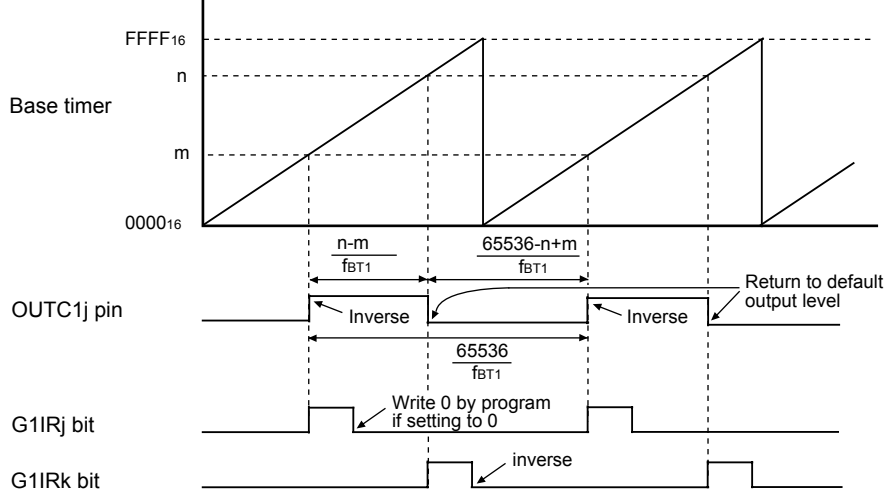 FFFF16
n
Base timer
m
000016
n-m
fBT1
65536-n+m
fBT1
Return to default
output level
OUTC1j pin
Inverse
Inverse
65536
fBT1
Write 0 by program
if setting to 0
G1IRj bit
inverse
G1IRk bit